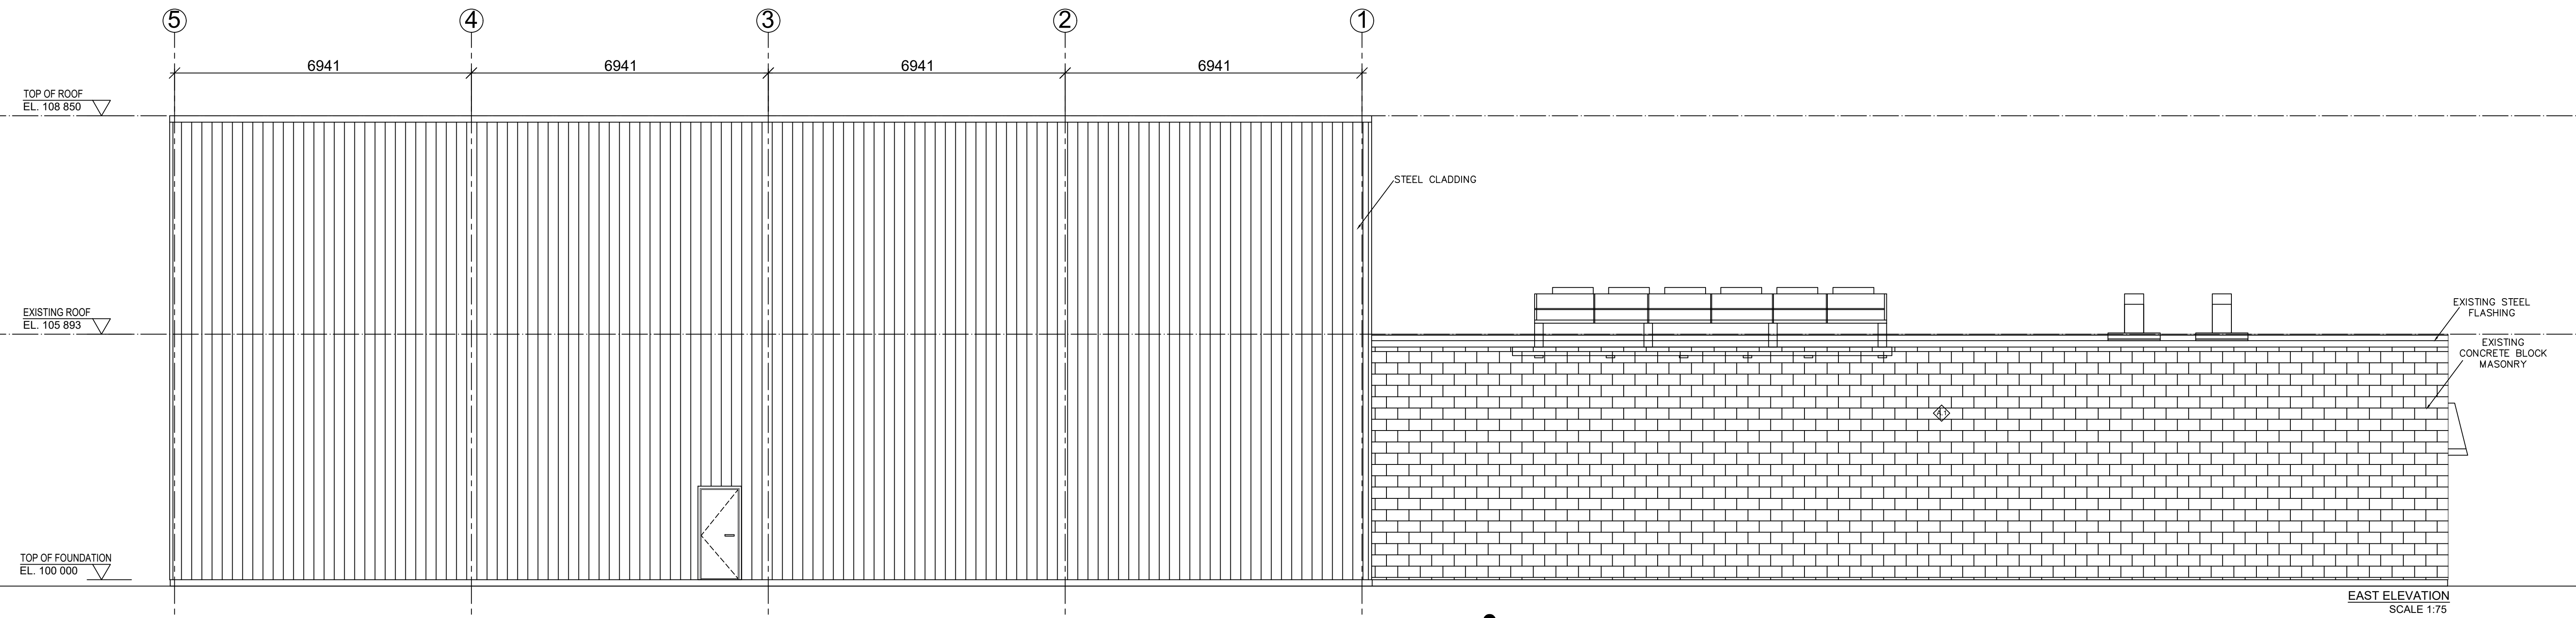 5 4 3 2 1
6941 6941 6941 6941
TOP OF ROOF
EL. 108 850
STEEL CLADDING
EXISTING ROOF
EL. 105 893
EXISTING STEEL
FLASHING
EXISTING
CONCRETE BLOCK
MASONRY
TOP OF FOUNDATION
EL. 100 000
EAST ELEVATION
SCALE 1:75